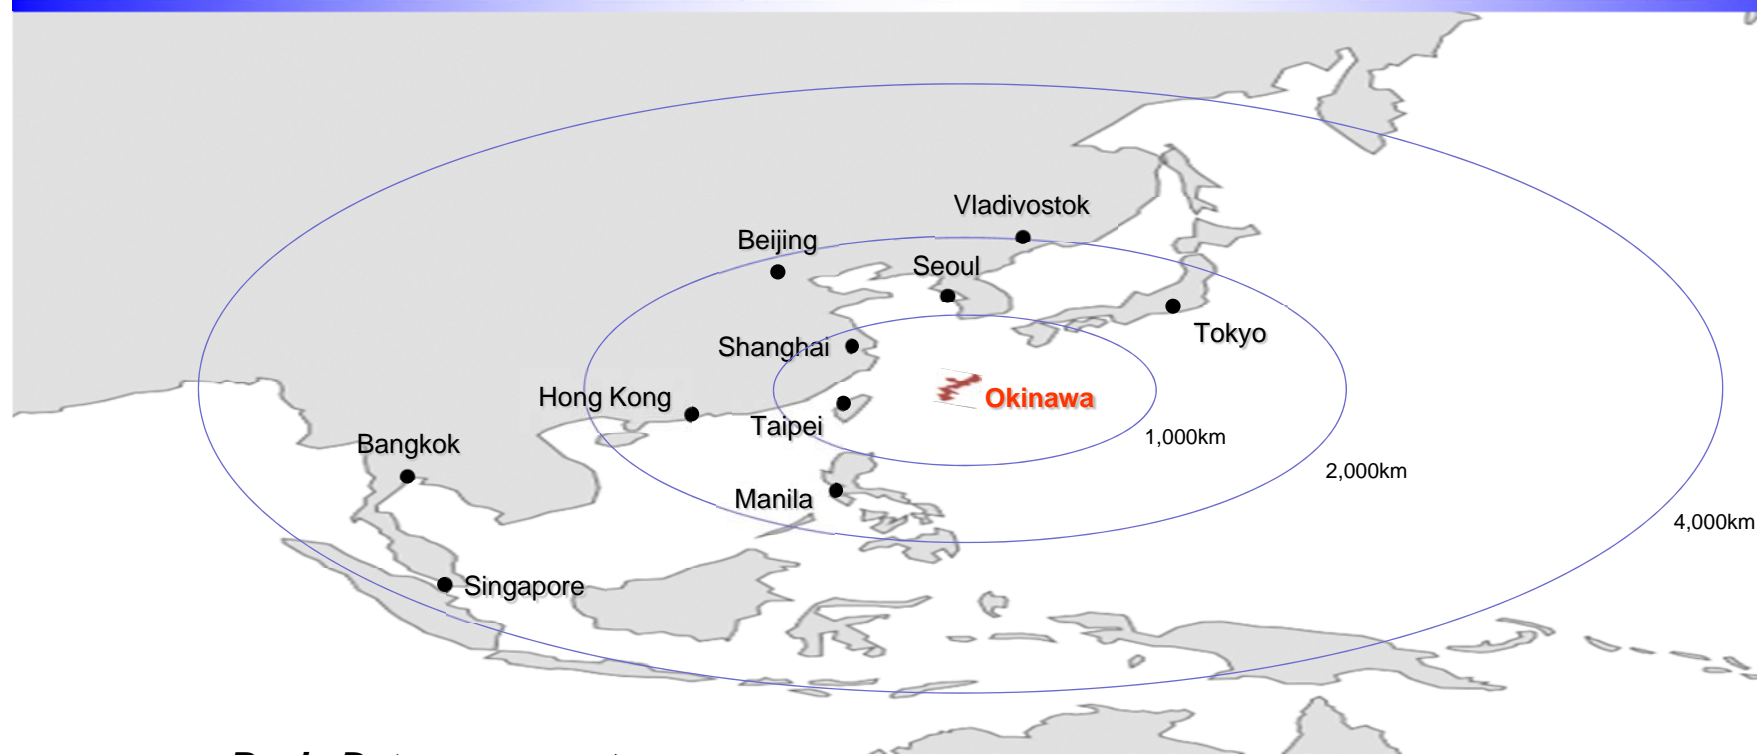 Vladivostok
Beijing
Seoul
Tokyo
Shanghai
Okinawa
Hong Kong
Taipei
1,000km
Bangkok
2,000km
Manila
4,000km
Singapore